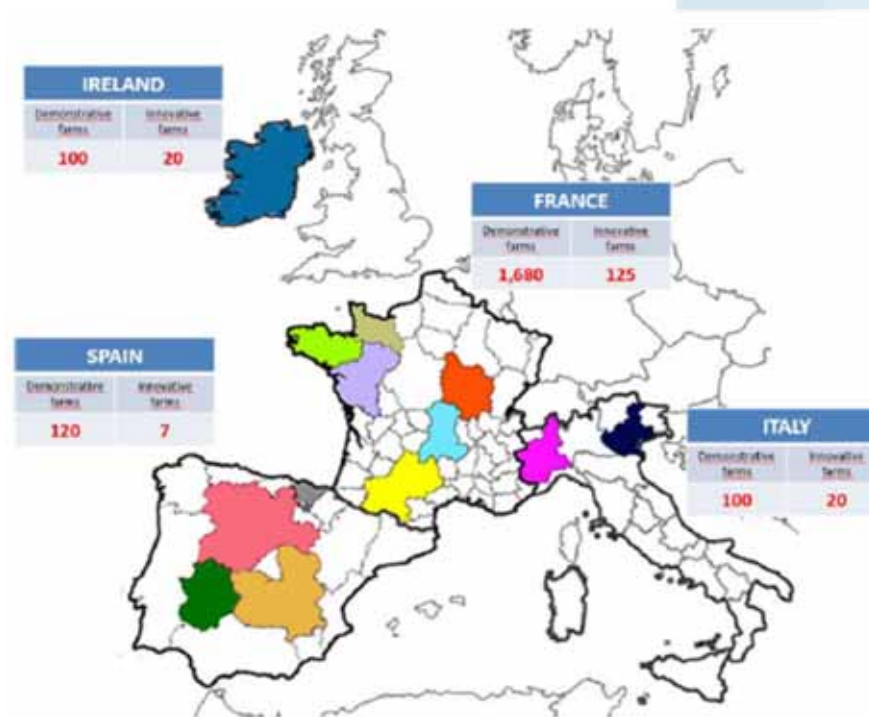 IRELAND
Demonstrative Innovative
farms farms
100 20
FRANCE
Demonstrative Innovative
farms farms
1,680 125
SPAIN
Demonstrative Innovative
farms farms
120 7
ITALY
Demonstrative Innovative
farms farms
100 20